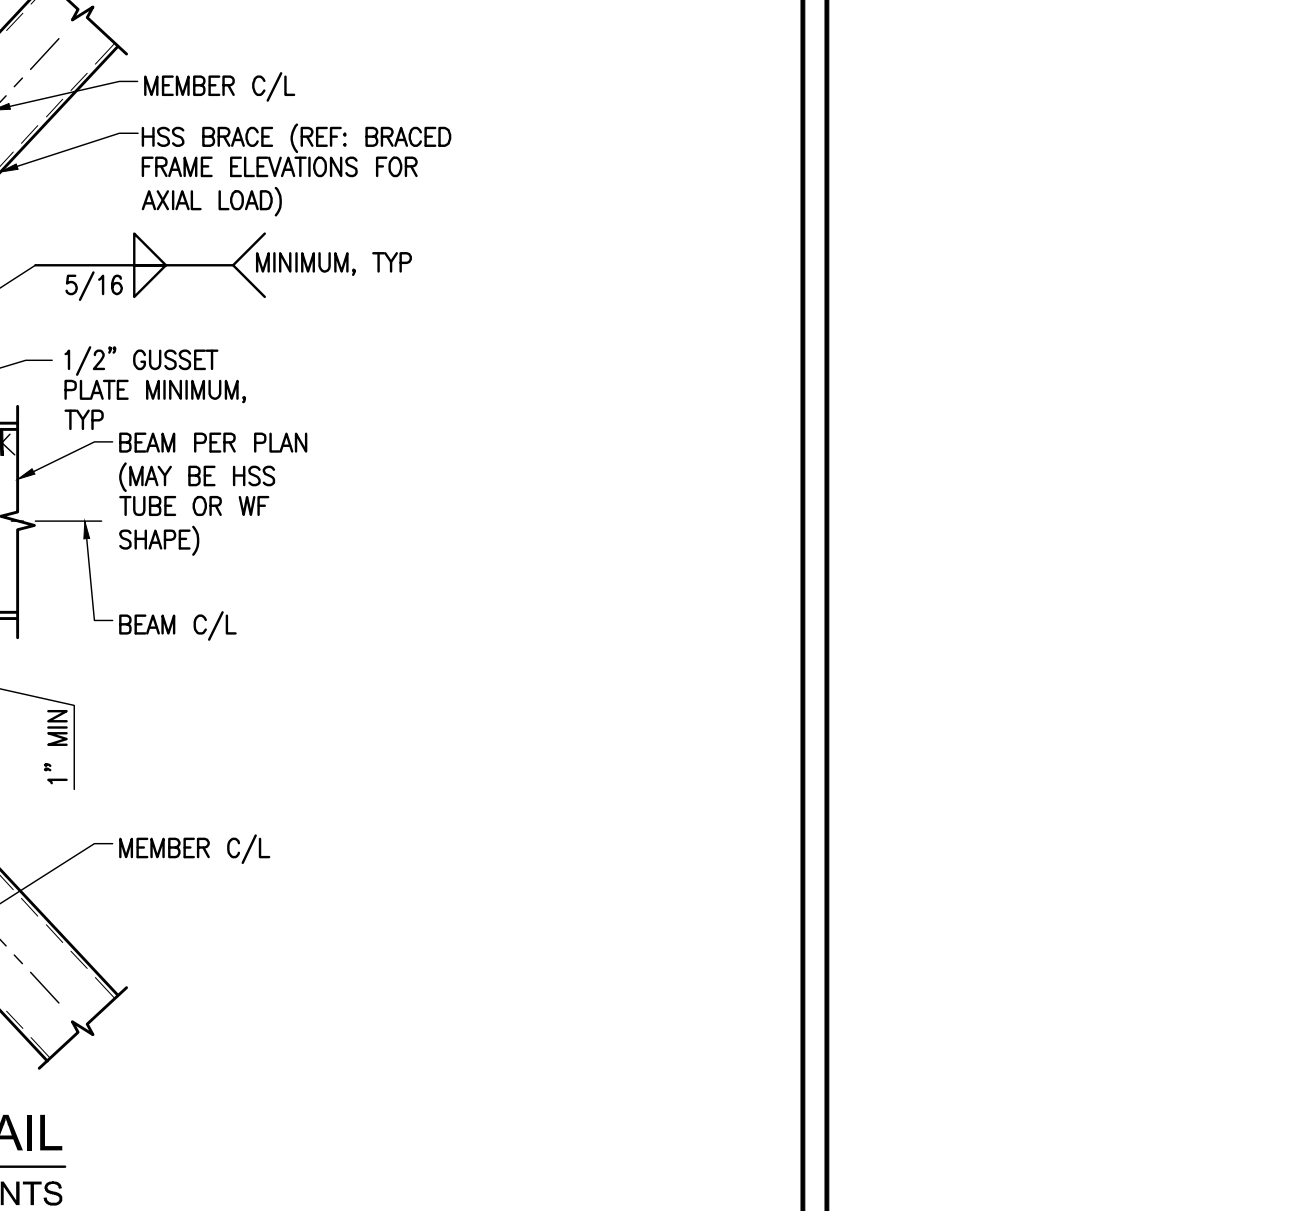 MEMBER C/L
HSS BRACE (REF: BRACED
FRAME ELEVATIONS FOR
AXIAL LOAD)
MINIMUM, TYP
5/16
1/2" GUSSET
PLATE MINIMUM,
TYP
BEAM PER PLAN
(MAY BE HSS
TUBE OR WF
SHAPE)
BEAM C/L
1" MIN
MEMBER C/L
AIL
NTS